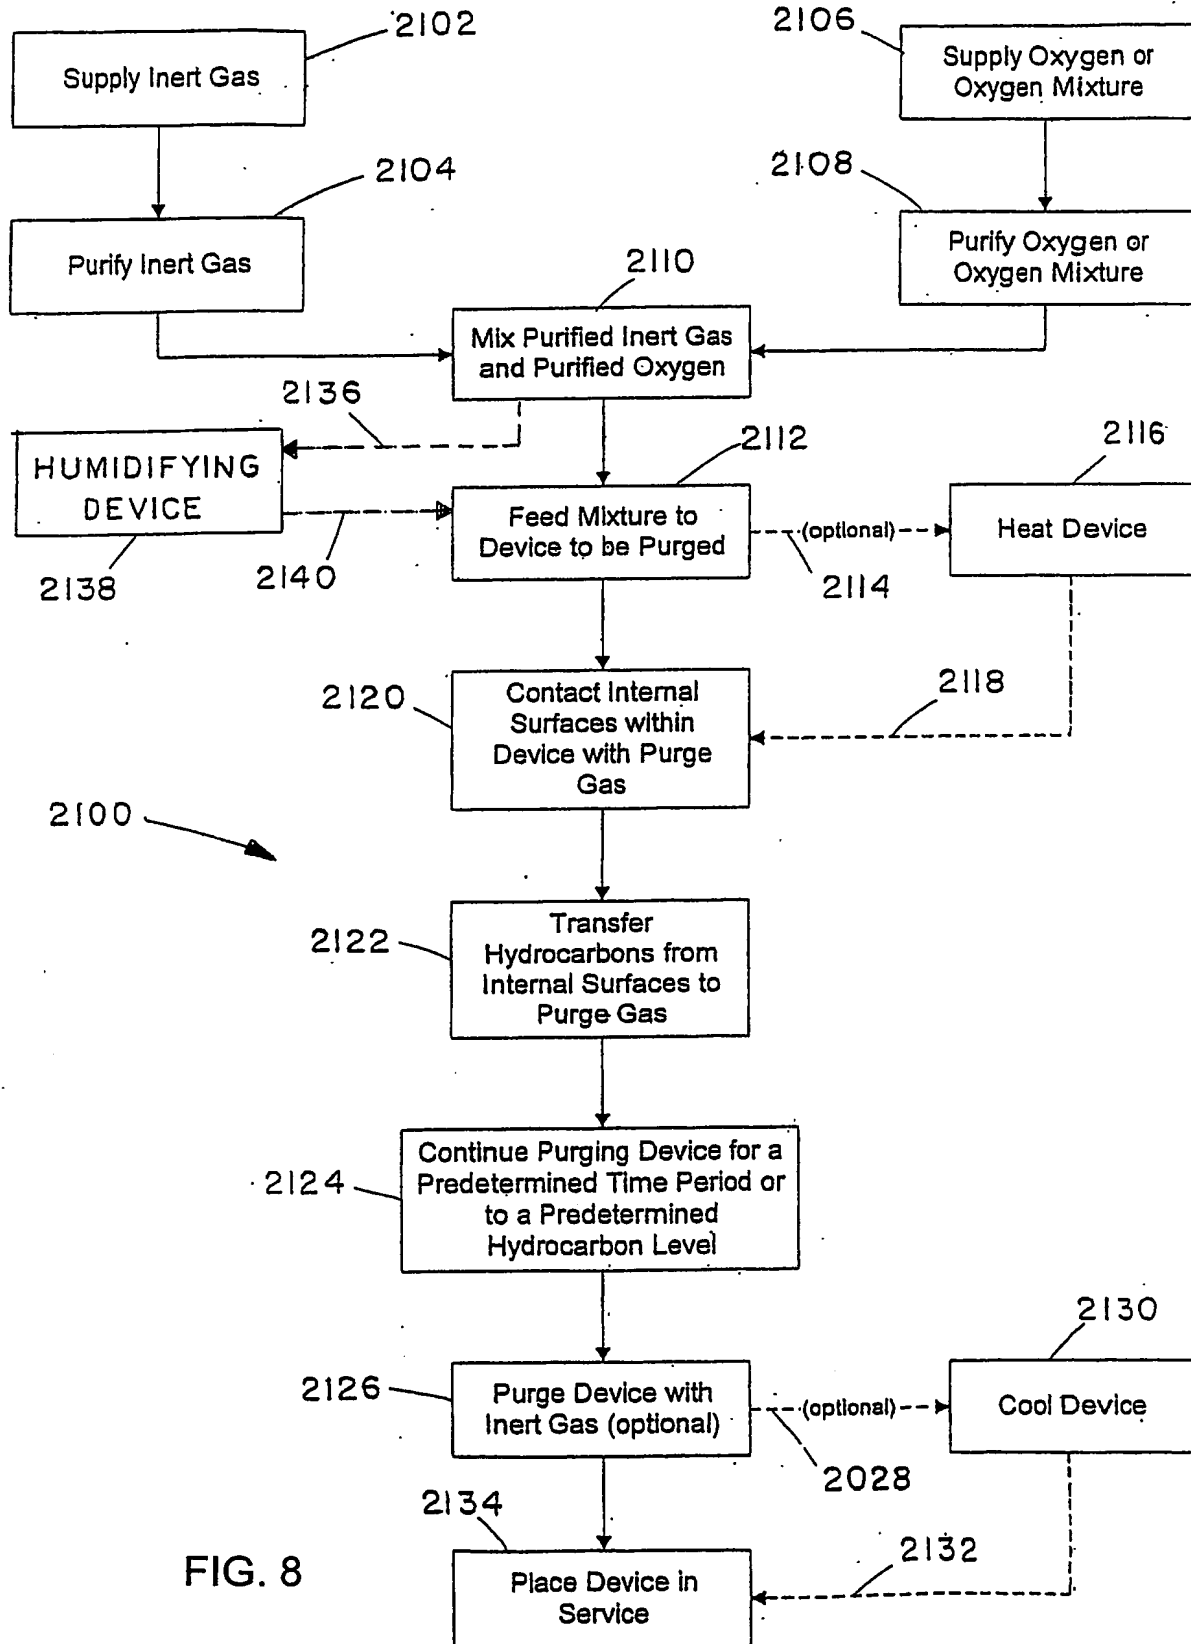 2102
2106
Supply Inert Gas
Supply Oxygen or
Oxygen Mixture
2104
2108
Purify Inert Gas
Purify Oxygen or
Oxygen Mixture
2110
Mix Purified Inert Gas
and Purified Oxygen
2136
2112
2116
HUMIDIFYING
DEVICE
Feed Mixture to
Device to be Purged
(optional)
Heat Device
2138
2140
2114
2120
Contact Internal
Surfaces within
Device with Purge
Gas
2118
2100
2122
Transfer
Hydrocarbons from
Internal Surfaces to
Purge Gas
2124
Continue Purging Device for a
Predetermined Time Period or
to a Predetermined
Hydrocarbon Level
2130
2126
Purge Device with
Inert Gas (optional)
(optional)
Cool Device
2028
2134
2132
FIG. 8
Place Device in
Service